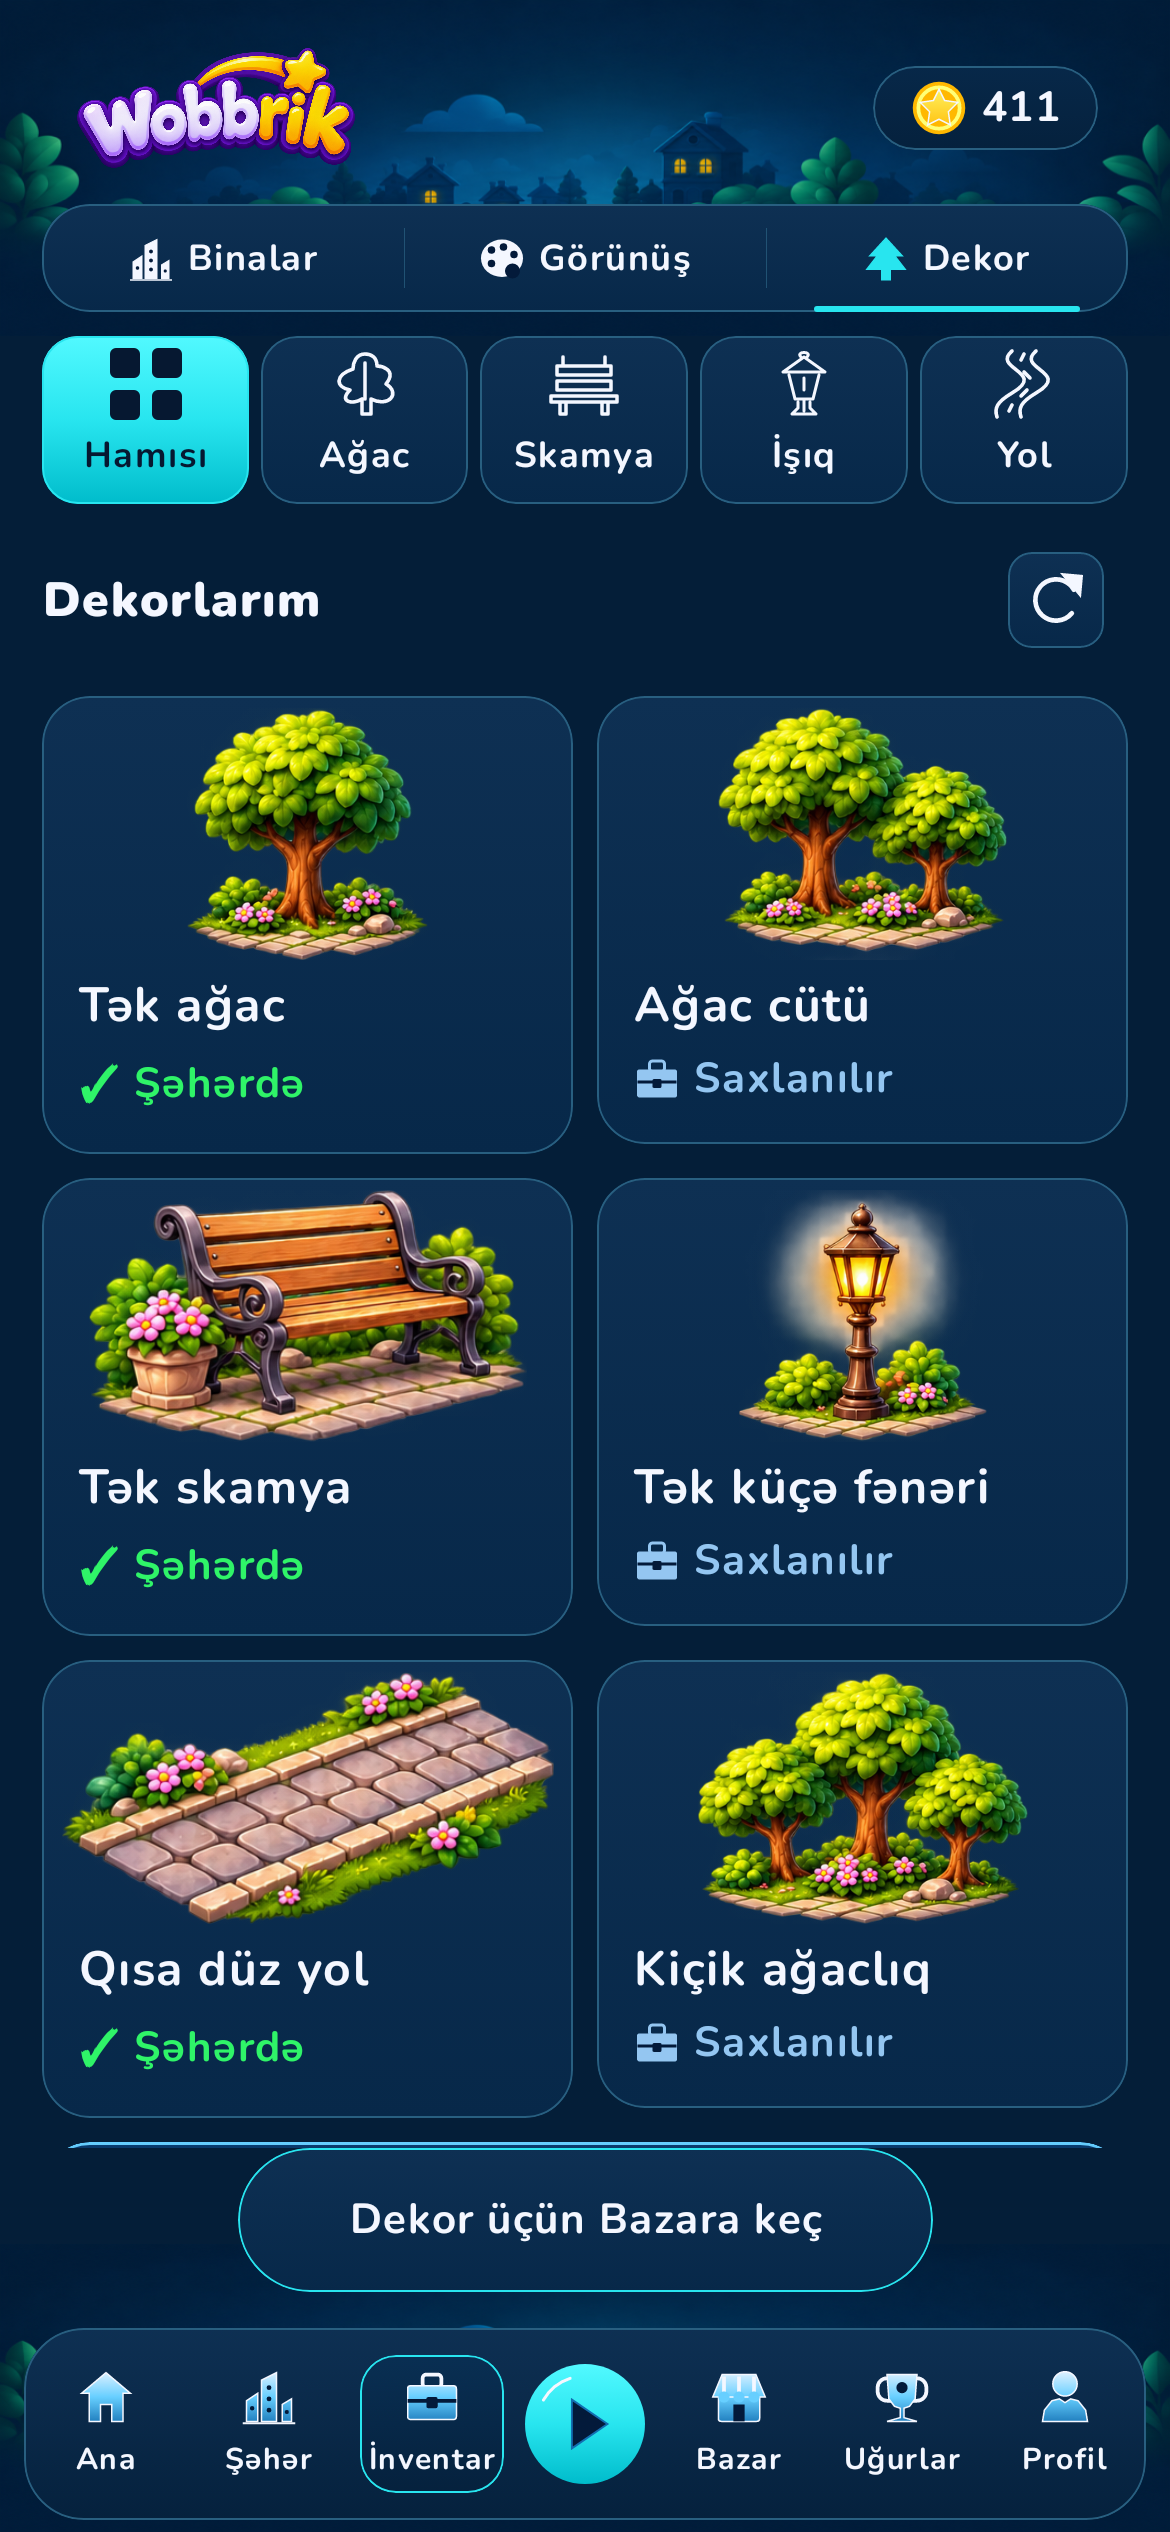 Wobbrik
411
Binalar
Görünüş
Dekor
Hamısı
Ağac
Skamya
İşıq
Yol
Dekorlarım
Tək ağac
Şəhərdə
Ağac cütü
Saxlanılır
Tək skamya
Şəhərdə
Tək küçə fənəri
Saxlanılır
Qısa düz yol
Şəhərdə
Kiçik ağaclıq
Saxlanılır
Dekor üçün Bazara keç
Ana
Şəhər
İnventar
Bazar
Uğurlar
Profil